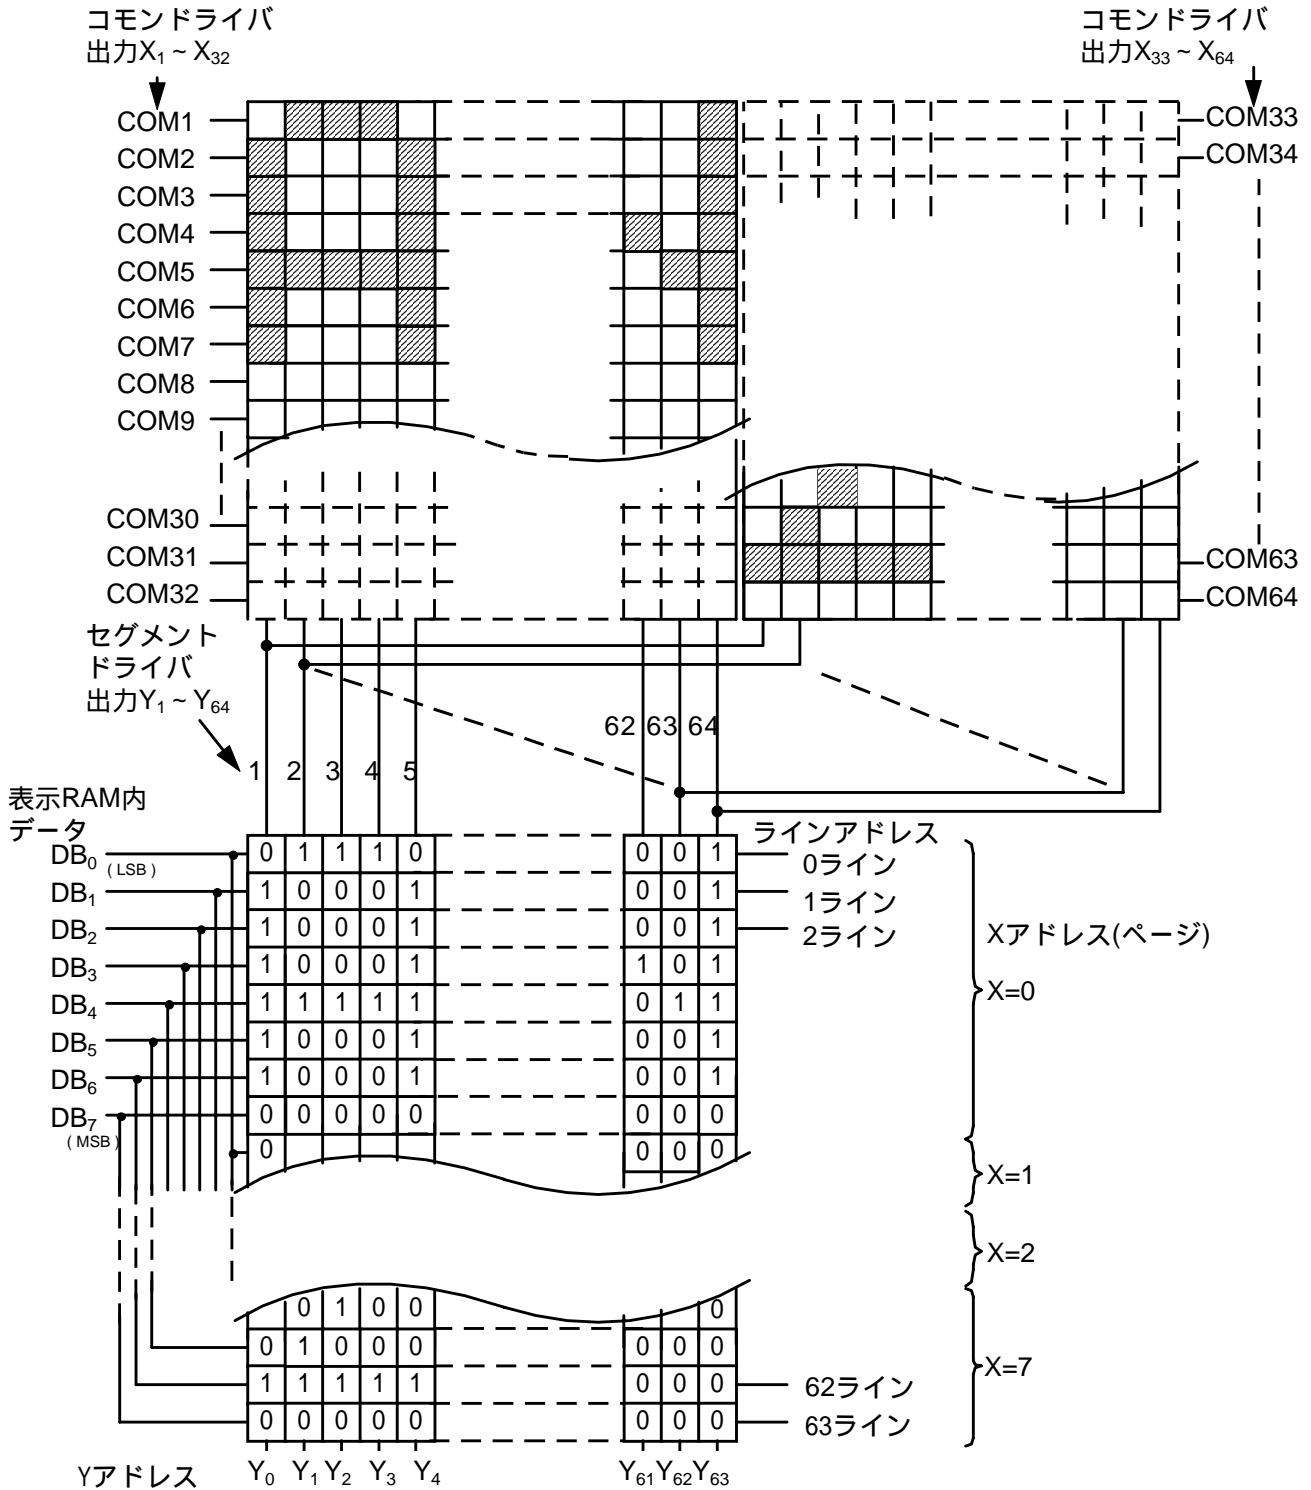 コモンドライバ
出力X₁ ~ X₃₂
コモンドライバ
出力X₃₃ ~ X₆₄
COM1
COM2
COM3
COM4
COM5
COM6
COM7
COM8
COM9
COM30
COM31
COM32
COM33
COM34
COM63
COM64
セグメント
ドライバ
出力Y₁ ~ Y₆₄
1 2 3 4 5
62 63 64
表示RAM内
データ
ラインアドレス
DB₀ (LSB) 0 1 1 1 0 0 0 1 0ライン
DB₁ 1 0 0 0 1 0 0 1 1ライン
DB₂ 1 0 0 0 1 0 0 1 2ライン
Xアドレス(ページ)
DB₃ 1 0 0 0 1 1 0 1
X=0
DB₄ 1 1 1 1 1 0 1 1
DB₅ 1 0 0 0 1 0 0 1
DB₆ 1 0 0 0 1 0 0 1
DB₇ (MSB) 0 0 0 0 0 0 0 0
0 0 0 0
X=1
X=2
0 1 0 0 0
0 1 0 0 0 0 0 0
X=7
1 1 1 1 1 0 0 0 62ライン
0 0 0 0 0 0 0 0 63ライン
Yアドレス Y₀ Y₁ Y₂ Y₃ Y₄ Y₆₁ Y₆₂ Y₆₃